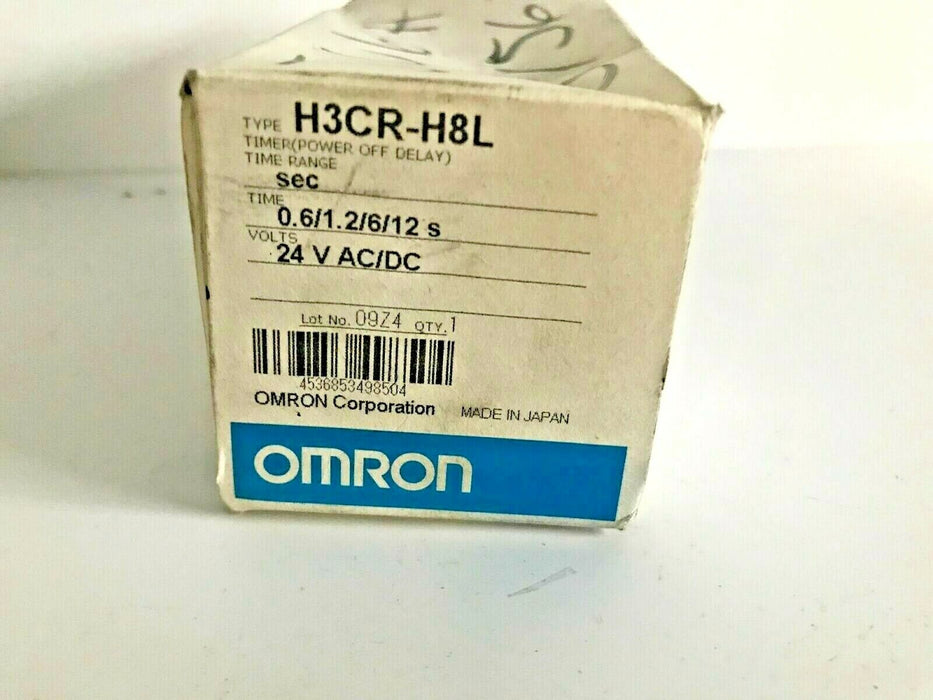 TYPE H3CR-H8L
TIMER(POWER OFF DELAY)
TIME RANGE
sec
TIME
0.6/1.2/6/12 s
VOLTS
24 V AC/DC
Lot No. 09Z4 QTY.1
4536853498504
OMRON Corporation MADE IN JAPAN
OMRON